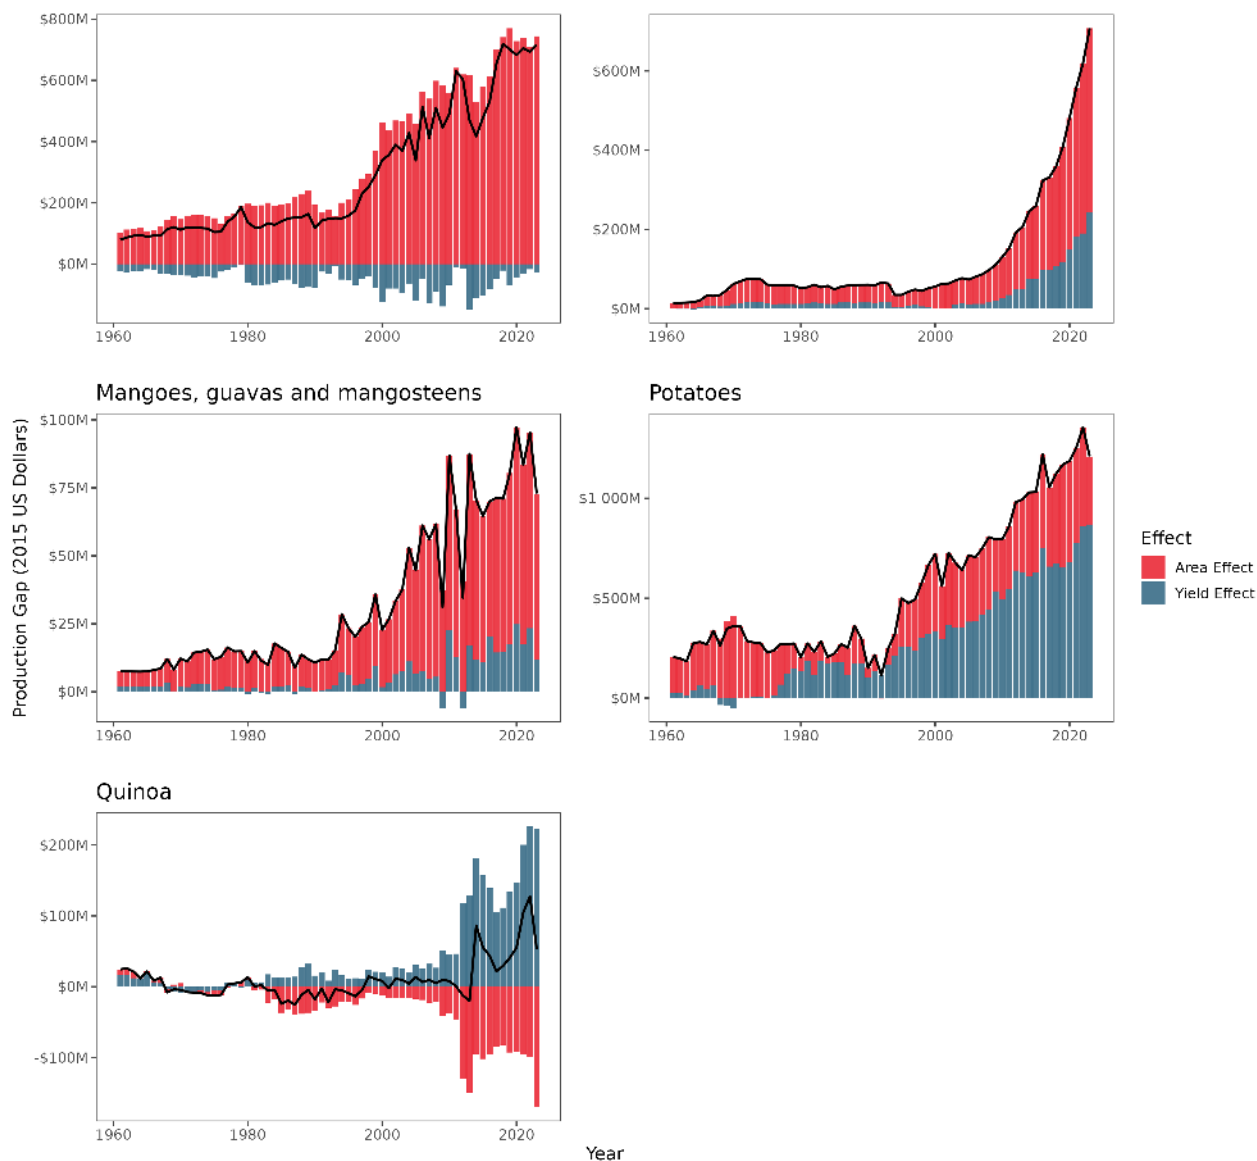 $800M
$600M
$400M
$200M
$0M
1960 1980 2000 2020
$600M
$400M
$200M
$0M
1960 1980 2000 2020
Production Gap (2015 US Dollars)
Mangoes, guavas and mangosteens
$100M
$75M
$50M
$25M
$0M
1960 1980 2000 2020
Potatoes
$1 000M
$500M
$0M
1960 1980 2000 2020
Effect
Area Effect
Yield Effect
Quinoa
$200M
$100M
$0M
-$100M
1960 1980 2000 2020
Year